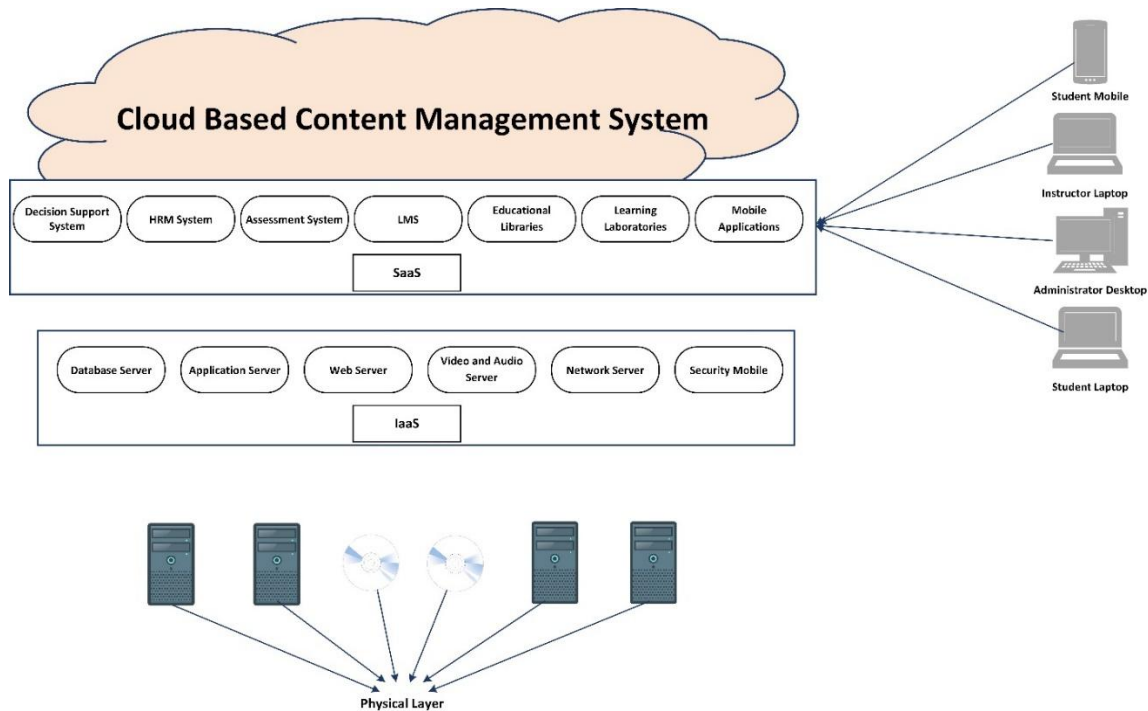 Cloud Based Content Management System
Student Mobile
Instructor Laptop
Decision Support
System
HRM System
Assessment System
LMS
Educational
Libraries
Learning
Laboratories
Mobile
Applications
SaaS
Administrator Desktop
Database Server
Application Server
Web Server
Video and Audio
Server
Network Server
Security Mobile
Student Laptop
IaaS
Physical Layer